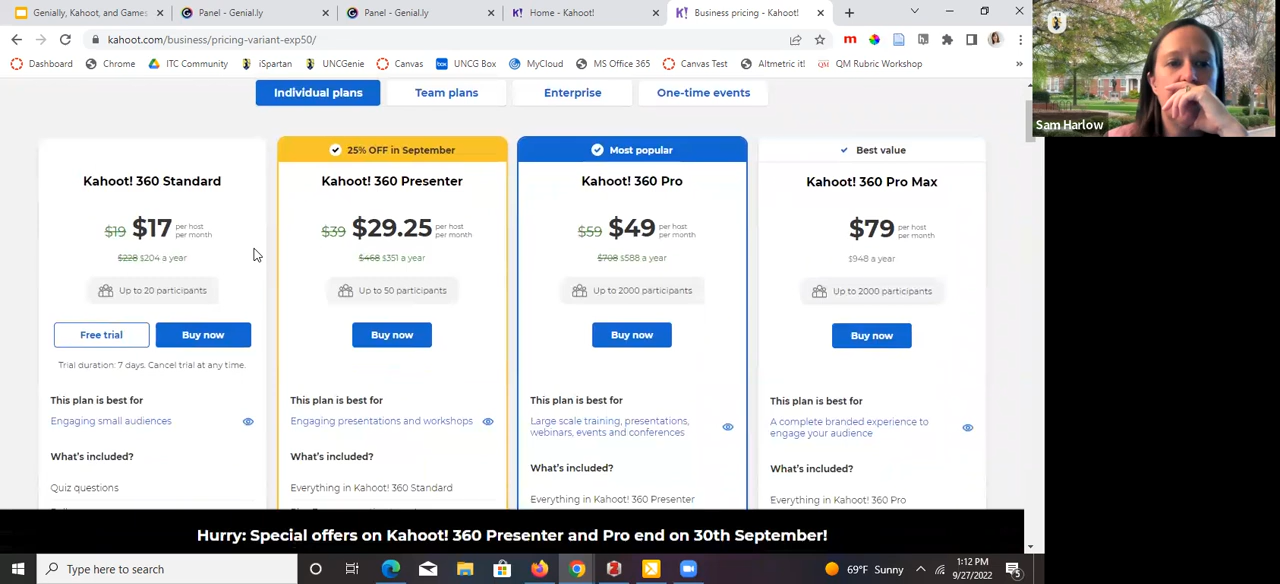 Genially, Kahoot, and Games
Panel - Genial.ly
Panel - Genial.ly
Home - Kahoot!
Business pricing - Kahoot!
kahoot.com/business/pricing-variant-exp50/
Dashboard
Chrome
ITC Community
iSpartan
UNCGenie
Canvas
UNCG Box
MyCloud
MS Office 365
Canvas Test
Altmetric it!
QM Rubric Workshop
Individual plans
Team plans
Enterprise
One-time events
Sam Harlow
Kahoot! 360 Standard
$19 $17 per host
per month
$228 $204 a year
Up to 20 participants
Free trial
Buy now
Trial duration: 7 days. Cancel trial at any time.
This plan is best for
Engaging small audiences
What's included?
Quiz questions
25% OFF in September
Kahoot! 360 Presenter
$39 $29.25 per host
per month
$468 $351 a year
Up to 50 participants
Buy now
This plan is best for
Engaging presentations and workshops
What's included?
Everything in Kahoot! 360 Standard
Most popular
Kahoot! 360 Pro
$59 $49 per host
per month
$708 $588 a year
Up to 2000 participants
Buy now
This plan is best for
Large scale training, presentations,
webinars, events and conferences
What's included?
Everything in Kahoot! 360 Presenter
Best value
Kahoot! 360 Pro Max
$79 per host
per month
$948 a year
Up to 2000 participants
Buy now
This plan is best for
A complete branded experience to
engage your audience
What's included?
Everything in Kahoot! 360 Pro
Hurry: Special offers on Kahoot! 360 Presenter and Pro end on 30th September!
Type here to search
69°F Sunny
1:12 PM
9/27/2022